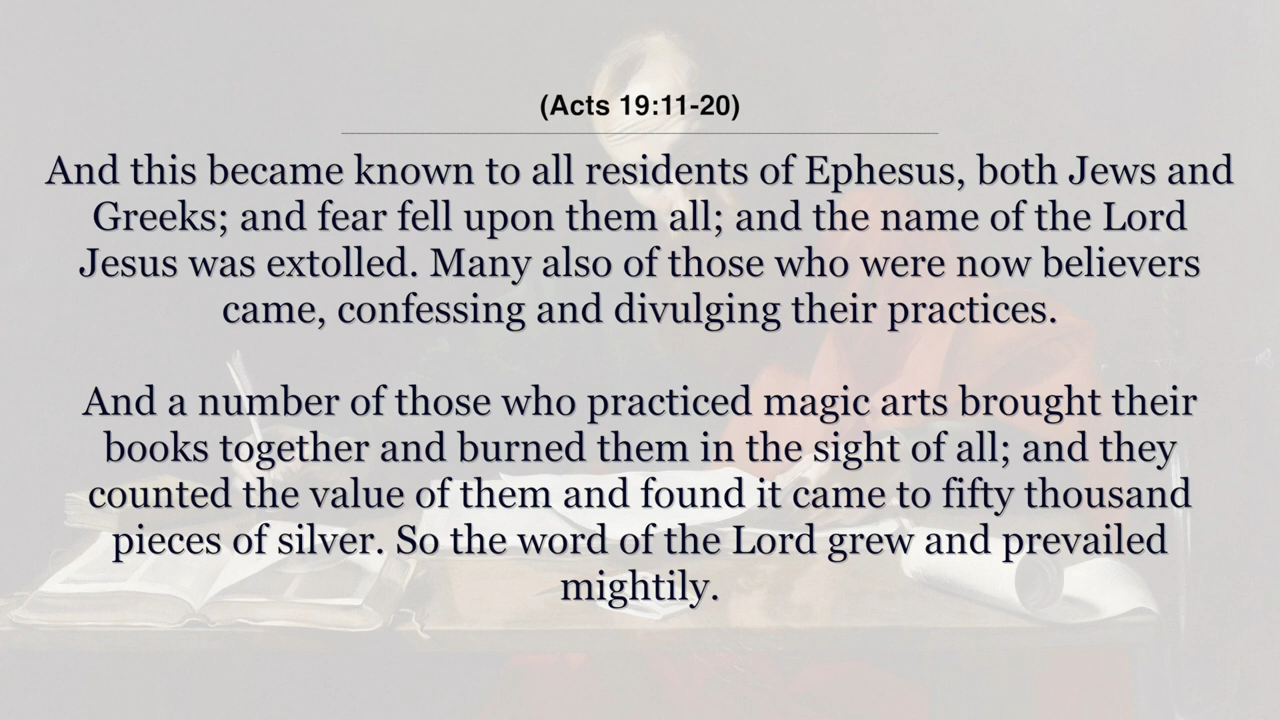 (Acts 19:11-20)
And this became known to all residents of Ephesus, both Jews and
Greeks; and fear fell upon them all; and the name of the Lord
Jesus was extolled. Many also of those who were now believers
came, confessing and divulging their practices.
And a number of those who practiced magic arts brought their
books together and burned them in the sight of all; and they
counted the value of them and found it came to fifty thousand
pieces of silver. So the word of the Lord grew and prevailed
mightily.